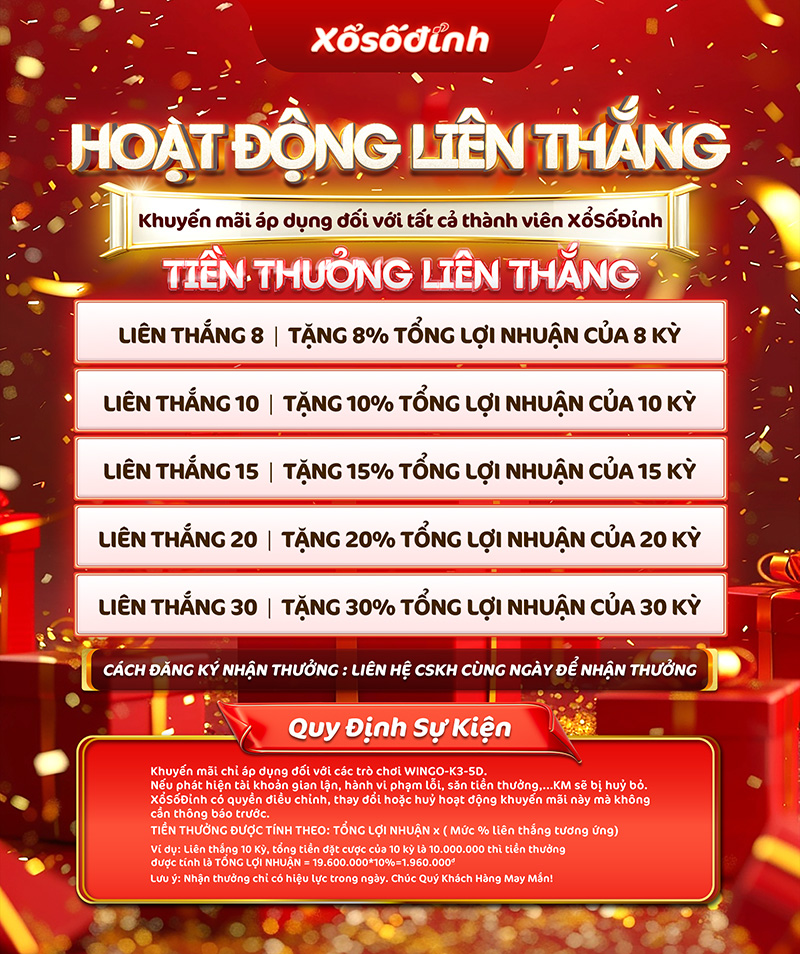 Xổsốđỉnh
HOẠT ĐỘNG LIÊN THẮNG
Khuyến mãi áp dụng đối với tất cả thành viên XổSốĐỉnh
TIỀN THƯỞNG LIÊN THẮNG
LIÊN THẮNG 8 | TẶNG 8% TỔNG LỢI NHUẬN CỦA 8 KỲ
LIÊN THẮNG 10 | TẶNG 10% TỔNG LỢI NHUẬN CỦA 10 KỲ
LIÊN THẮNG 15 | TẶNG 15% TỔNG LỢI NHUẬN CỦA 15 KỲ
LIÊN THẮNG 20 | TẶNG 20% TỔNG LỢI NHUẬN CỦA 20 KỲ
LIÊN THẮNG 30 | TẶNG 30% TỔNG LỢI NHUẬN CỦA 30 KỲ
CÁCH ĐĂNG KÝ NHẬN THƯỞNG : LIÊN HỆ CSKH CÙNG NGÀY ĐỂ NHẬN THƯỞNG
Quy Định Sự Kiện
Khuyến mãi chỉ áp dụng đối với các trò chơi WINGO-K3-5D.
Nếu phát hiện tài khoản gian lận, hành vi phạm lỗi, săn tiền thưởng,...KM sẽ bị huỷ bỏ.
XổSốĐỉnh có quyền điều chỉnh, thay đổi hoặc huỷ hoạt động khuyến mãi này mà không
cần thông báo trước.
TIỀN THƯỞNG ĐƯỢC TÍNH THEO: TỔNG LỢI NHUẬN x ( Mức % liên thắng tương ứng)
Ví dụ: Liên thắng 10 Kỳ, tổng tiền đặt cược của 10 kỳ là 10.000.000 thì tiền thưởng
được tính là TỔNG LỢI NHUẬN = 19.600.000*10%=1.960.000đ
Lưu ý: Nhận thưởng chỉ có hiệu lực trong ngày. Chúc Quý Khách Hàng May Mắn!